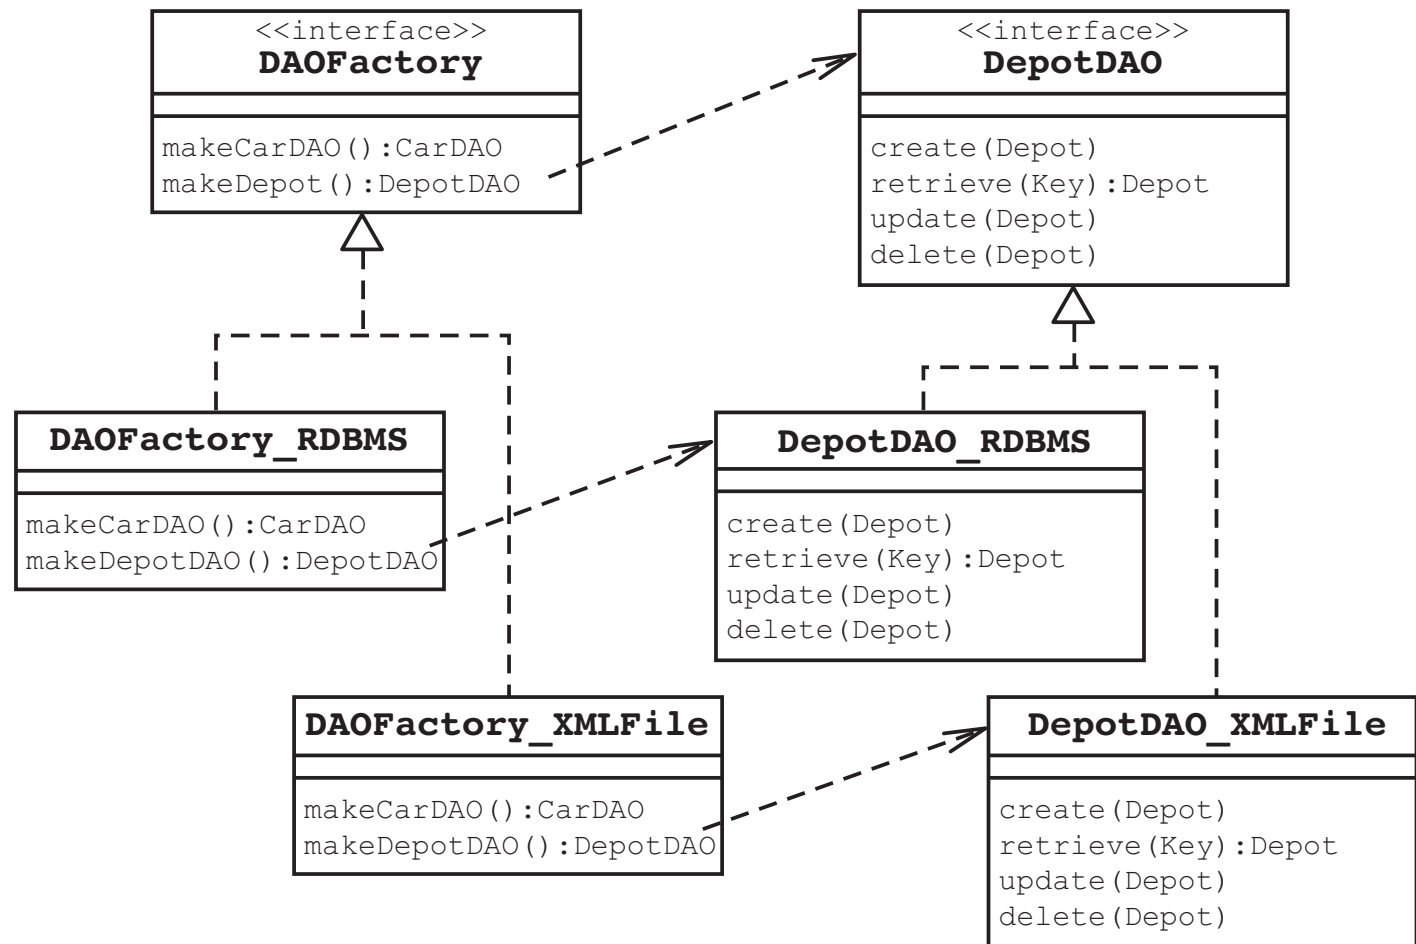 <<interface>>
DAOFactory
makeCarDAO():CarDAO
makeDepot():DepotDAO
<<interface>>
DepotDAO
create(Depot)
retrieve(Key):Depot
update(Depot)
delete(Depot)
DAOFactory_RDBMS
makeCarDAO():CarDAO
makeDepotDAO():DepotDAO
DepotDAO_RDBMS
create(Depot)
retrieve(Key):Depot
update(Depot)
delete(Depot)
DAOFactory_XMLFile
makeCarDAO():CarDAO
makeDepotDAO():DepotDAO
DepotDAO_XMLFile
create(Depot)
retrieve(Key):Depot
update(Depot)
delete(Depot)